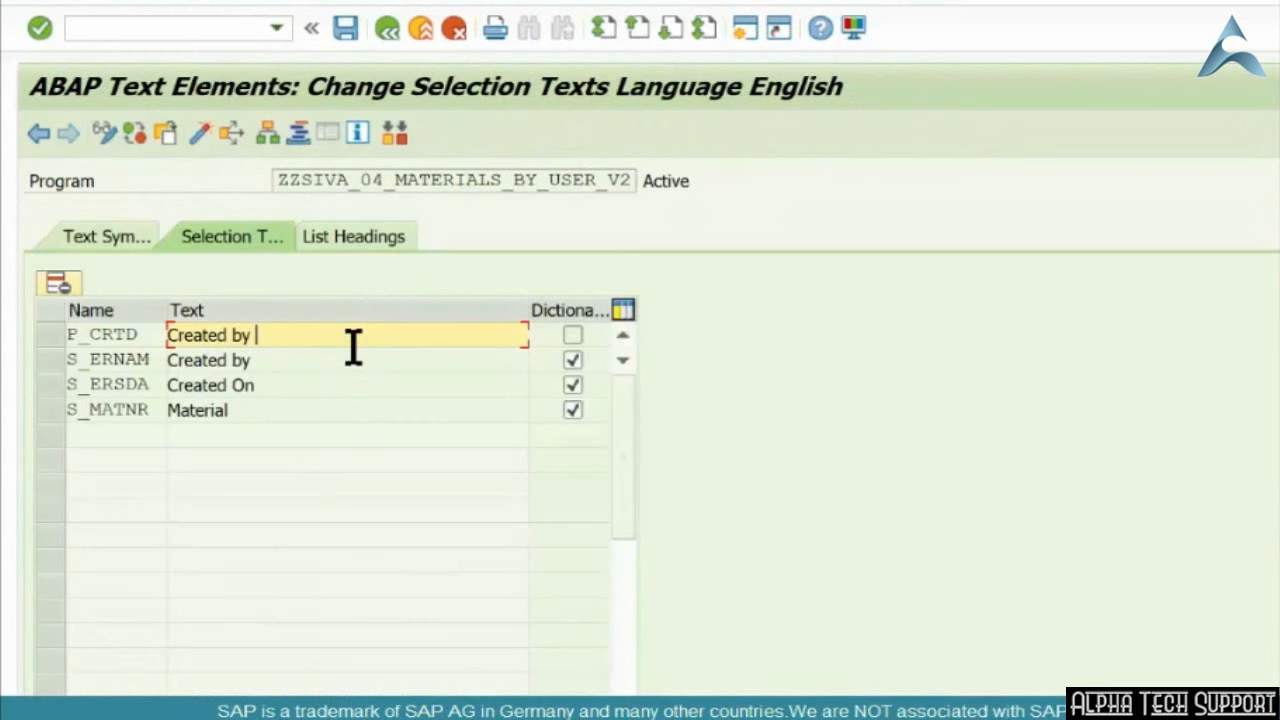 ABAP Text Elements: Change Selection Texts Language English
Program ZZSIVA_04_MATERIALS_BY_USER_V2 Active
Text Sym... Selection T... List Headings
Name Text Dictiona...
P_CRTD Created by
S_ERNAM Created by
S_ERSDA Created On
S_MATNR Material
SAP is a trademark of SAP AG in Germany and many other countries.We are NOT associated with SAP
ALPHA TECH SUPPORT